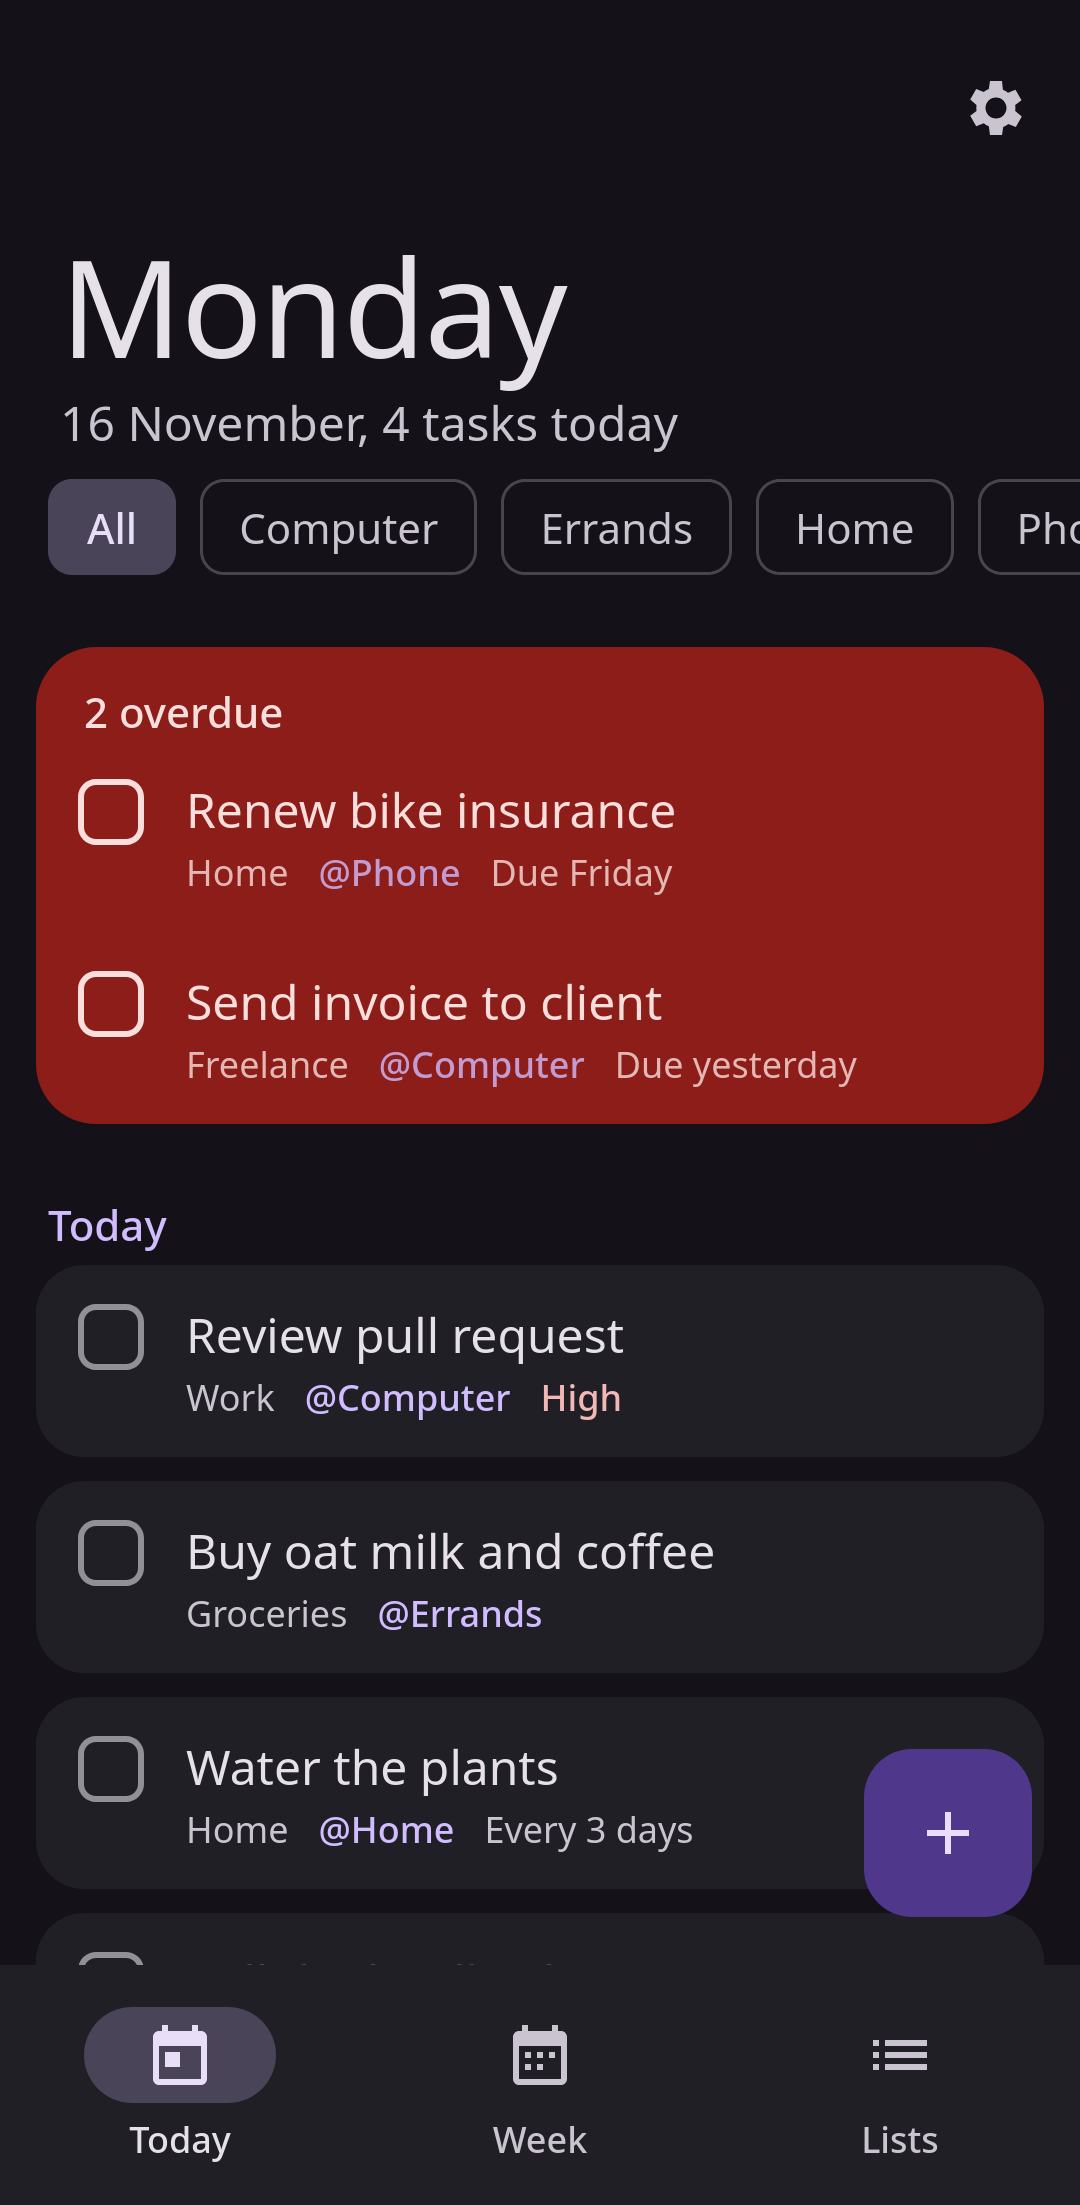 Monday
16 November, 4 tasks today
All Computer Errands Home Pho
2 overdue
Renew bike insurance
Home @Phone Due Friday
Send invoice to client
Freelance @Computer Due yesterday
Today
Review pull request
Work @Computer High
Buy oat milk and coffee
Groceries @Errands
Water the plants
Home @Home Every 3 days
Today Week Lists